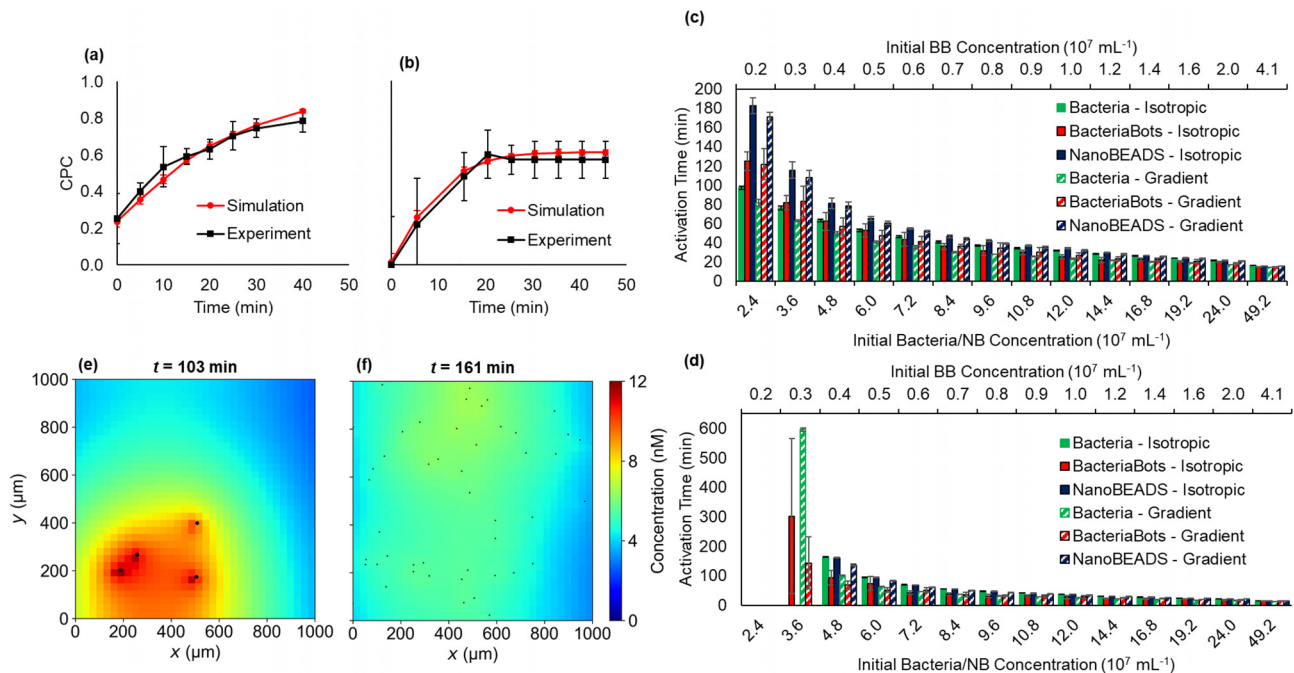 (a)
CPC
1.0
0.8
0.6
0.4
0.2
0.0
0 10 20 30 40 50
Time (min)
Simulation
Experiment
(b)
0 10 20 30 40 50
Time (min)
Simulation
Experiment
(c)
Initial BB Concentration (10⁷ mL⁻¹)
0.2 0.3 0.4 0.5 0.6 0.7 0.8 0.9 1.0 1.2 1.4 1.6 2.0 4.1
Activation Time (min)
200
180
160
140
120
100
80
60
40
20
0
Bacteria - Isotropic
BacteriaBots - Isotropic
NanoBEADS - Isotropic
Bacteria - Gradient
BacteriaBots - Gradient
NanoBEADS - Gradient
2.4 3.6 4.8 6.0 7.2 8.4 9.6 10.8 12.0 14.4 16.8 19.2 24.0 49.2
Initial Bacteria/NB Concentration (10⁷ mL⁻¹)
(d)
Initial BB Concentration (10⁷ mL⁻¹)
0.2 0.3 0.4 0.5 0.6 0.7 0.8 0.9 1.0 1.2 1.4 1.6 2.0 4.1
Activation Time (min)
600
500
400
300
200
100
0
Bacteria - Isotropic
BacteriaBots - Isotropic
NanoBEADS - Isotropic
Bacteria - Gradient
BacteriaBots - Gradient
NanoBEADS - Gradient
2.4 3.6 4.8 6.0 7.2 8.4 9.6 10.8 12.0 14.4 16.8 19.2 24.0 49.2
Initial Bacteria/NB Concentration (10⁷ mL⁻¹)
(e)
t = 103 min
y (µm)
1000
800
600
400
200
0
0 200 400 600 800 1000
x (µm)
(f)
t = 161 min
0 200 400 600 800 1000
x (µm)
12
8
4
0
Concentration (nM)